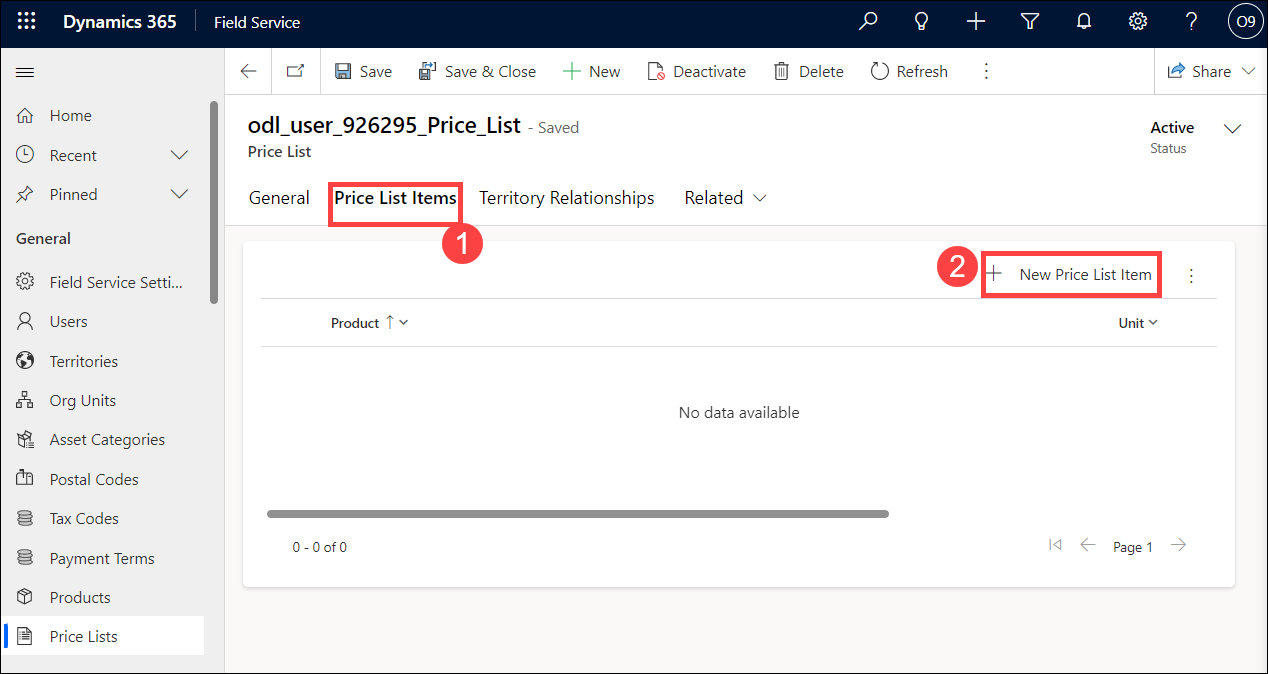 Dynamics 365 Field Service O9
Save Save & Close New Deactivate Delete Refresh Share
Home
Recent
Pinned
General
Field Service Setti...
Users
Territories
Org Units
Asset Categories
Postal Codes
Tax Codes
Payment Terms
Products
Price Lists
odl_user_926295_Price_List - Saved
Price List
Active
Status
General Price List Items Territory Relationships Related
1
2 New Price List Item
Product Unit
No data available
0 - 0 of 0 Page 1